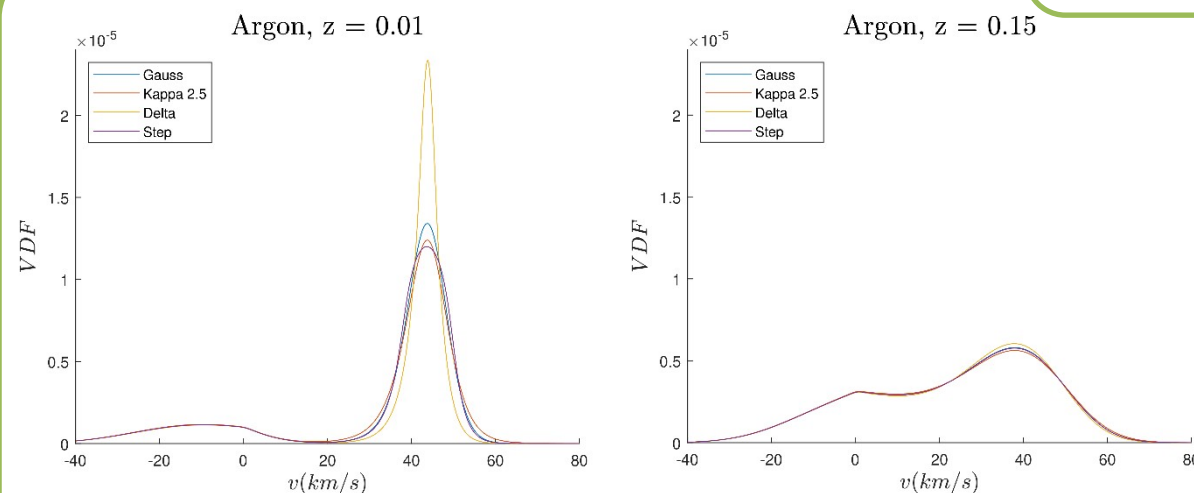 Argon, z = 0.01
×10-5
Gauss
Kappa 2.5
Delta
Step
2
1.5
1
0.5
0
VDF
-40 -20 0 20 40 60 80
v(km/s)
Argon, z = 0.15
×10-5
Gauss
Kappa 2.5
Delta
Step
2
1.5
1
0.5
0
VDF
-40 -20 0 20 40 60 80
v(km/s)